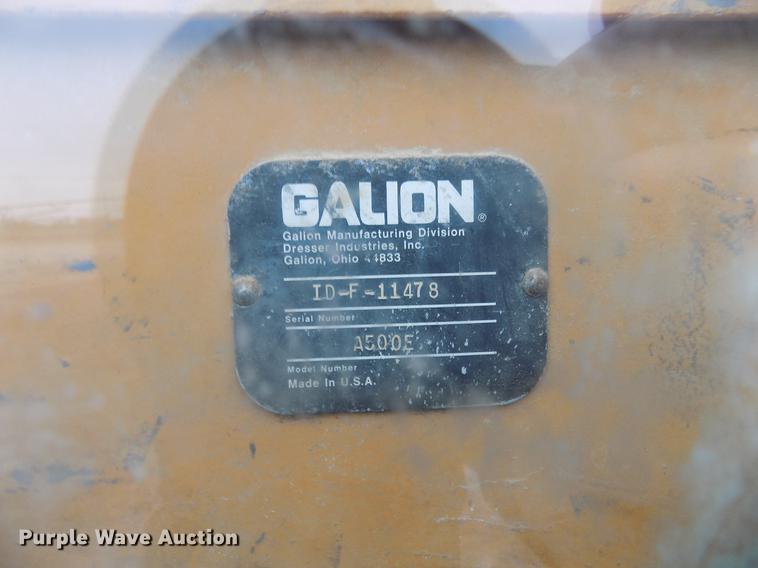 GALION®
Galion Manufacturing Division
Dresser Industries, Inc.
Galion, Ohio 44833
ID-F-11478
Serial Number
A500E
Model Number
Made In U.S.A.
Purple Wave Auction